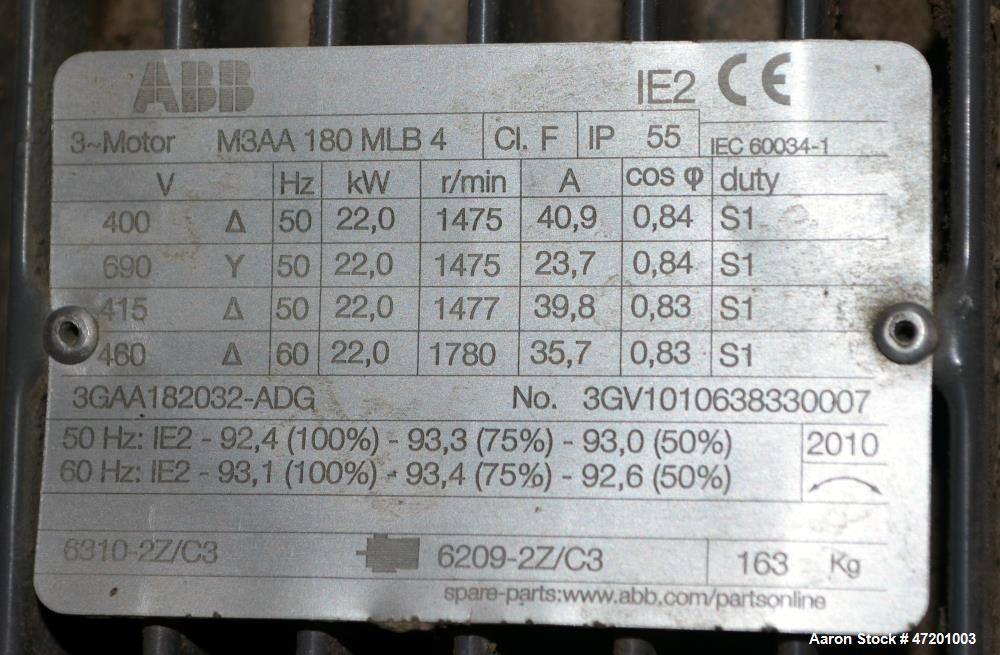 ABB IE2 CE
3~Motor M3AA 180 MLB 4 Cl. F IP 55 IEC 60034-1
V Hz kW r/min A cos φ duty
400 Δ 50 22,0 1475 40,9 0,84 S1
690 Y 50 22,0 1475 23,7 0,84 S1
415 Δ 50 22,0 1477 39,8 0,83 S1
460 Δ 60 22,0 1780 35,7 0,83 S1
3GAA182032-ADG No. 3GV1010638330007
50 Hz: IE2 - 92,4 (100%) - 93,3 (75%) - 93,0 (50%) 2010
60 Hz: IE2 - 93,1 (100%) - 93,4 (75%) - 92,6 (50%)
6310-2Z/C3 6209-2Z/C3 163 Kg
spare-parts:www.abb.com/partsonline
Aaron Stock # 47201003